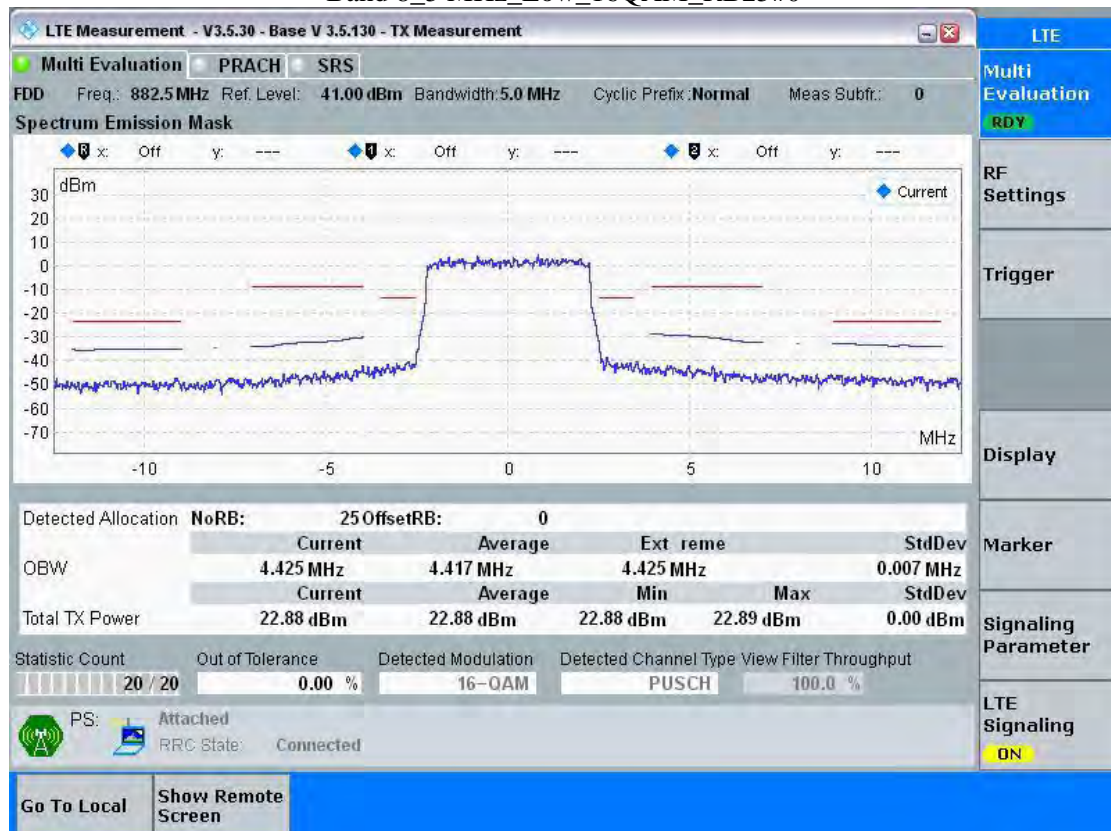 LTE Measurement - V3.5.30 - Base V 3.5.130 - TX Measurement
LTE
Multi Evaluation PRACH SRS
Multi
Evaluation
RDY
FDD Freq.: 882.5 MHz Ref. Level: 41.00 dBm Bandwidth: 5.0 MHz Cyclic Prefix: Normal Meas Subfr.: 0
Spectrum Emission Mask
R x: Off y: --- 1 x: Off y: --- 2 x: Off y: ---
dBm
Current
30
20
10
0
-10
-20
-30
-40
-50
-60
-70
MHz
-10 -5 0 5 10
RF
Settings
Trigger
Display
Marker
Signaling
Parameter
LTE
Signaling
ON
Detected Allocation NoRB: 25 OffsetRB: 0
Current Average Ext reme StdDev
OBW 4.425 MHz 4.417 MHz 4.425 MHz 0.007 MHz
Current Average Min Max StdDev
Total TX Power 22.88 dBm 22.88 dBm 22.88 dBm 22.89 dBm 0.00 dBm
Statistic Count Out of Tolerance Detected Modulation Detected Channel Type View Filter Throughput
20 / 20 0.00 % 16-QAM PUSCH 100.0 %
PS: Attached
RRC State: Connected
Go To Local
Show Remote
Screen